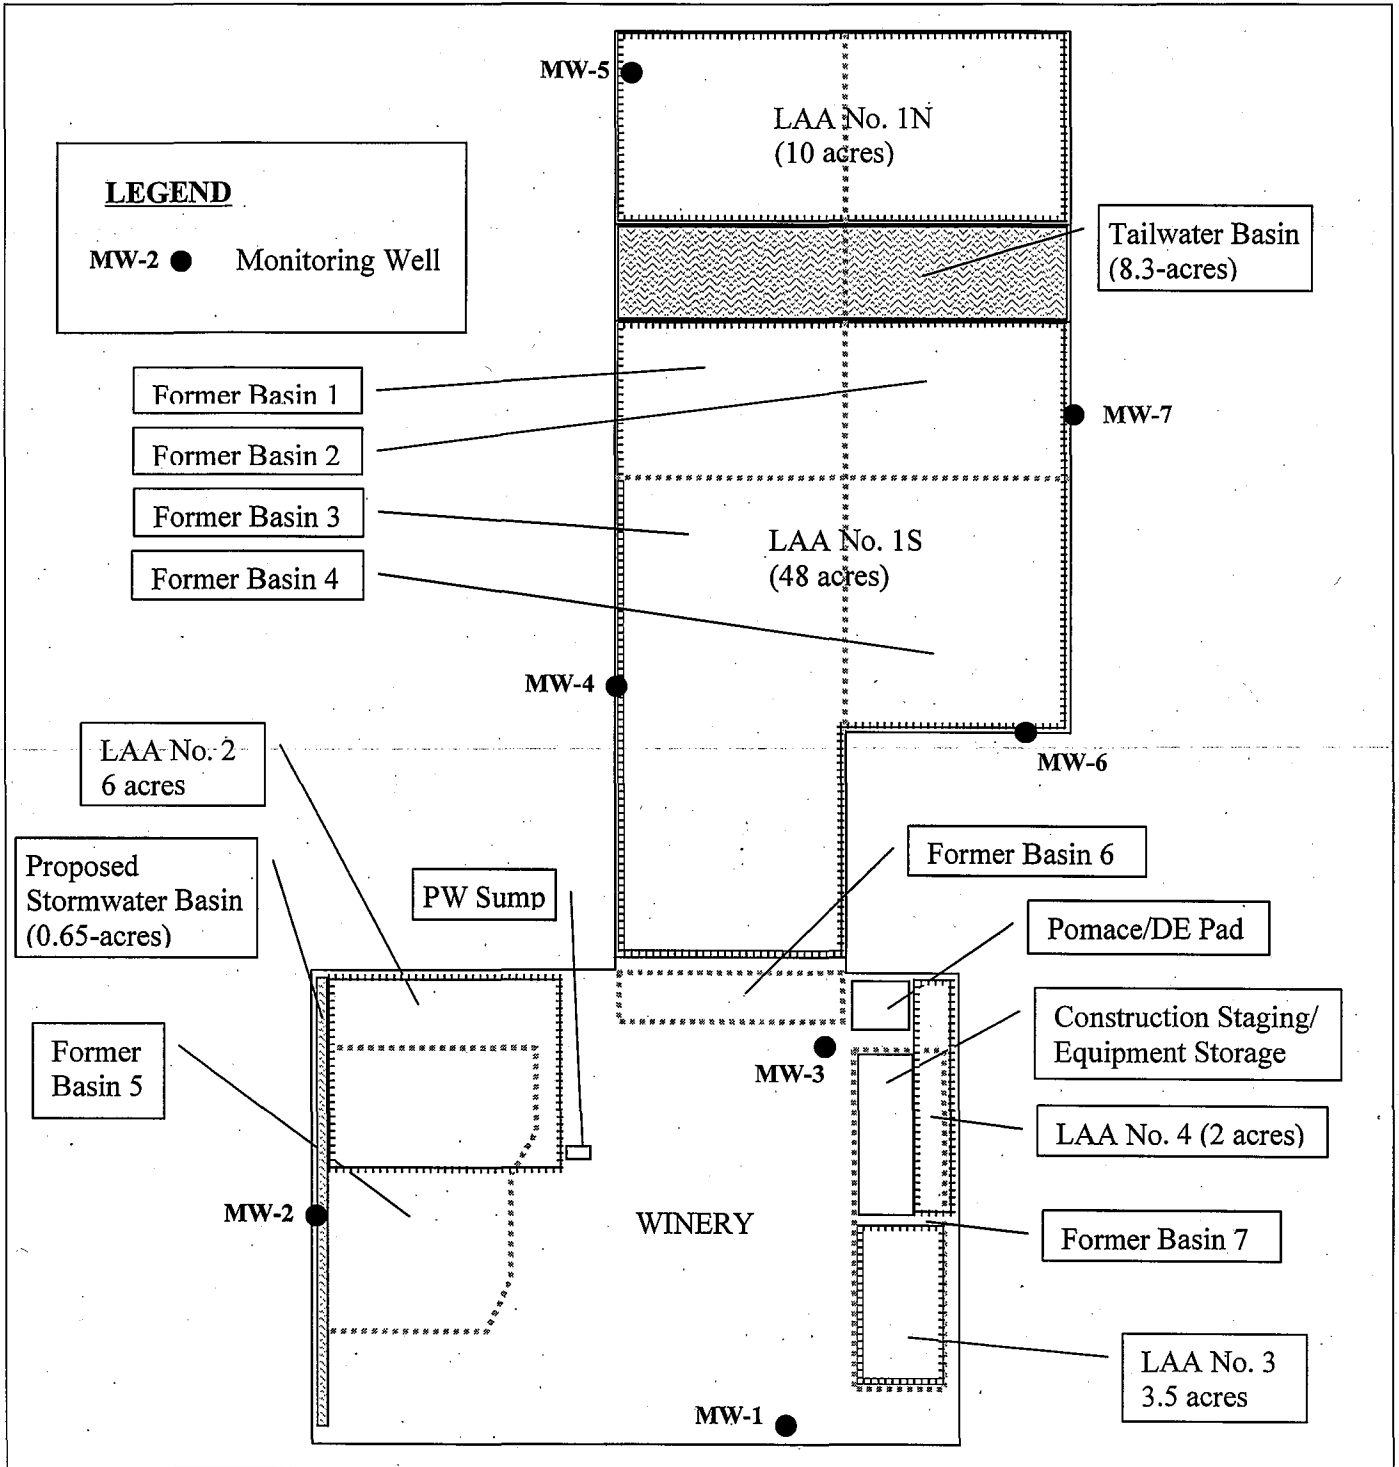 MW-5
LAA No. 1N
(10 acres)
LEGEND
MW-2 Monitoring Well
Tailwater Basin
(8.3-acres)
Former Basin 1
MW-7
Former Basin 2
Former Basin 3
LAA No. 1S
(48 acres)
Former Basin 4
MW-4
LAA No. 2
6 acres
MW-6
Proposed
Stormwater Basin
(0.65-acres)
PW Sump
Former Basin 6
Pomace/DE Pad
Construction Staging/
Equipment Storage
Former
Basin 5
MW-3
LAA No. 4 (2 acres)
MW-2
WINERY
Former Basin 7
LAA No. 3
3.5 acres
MW-1